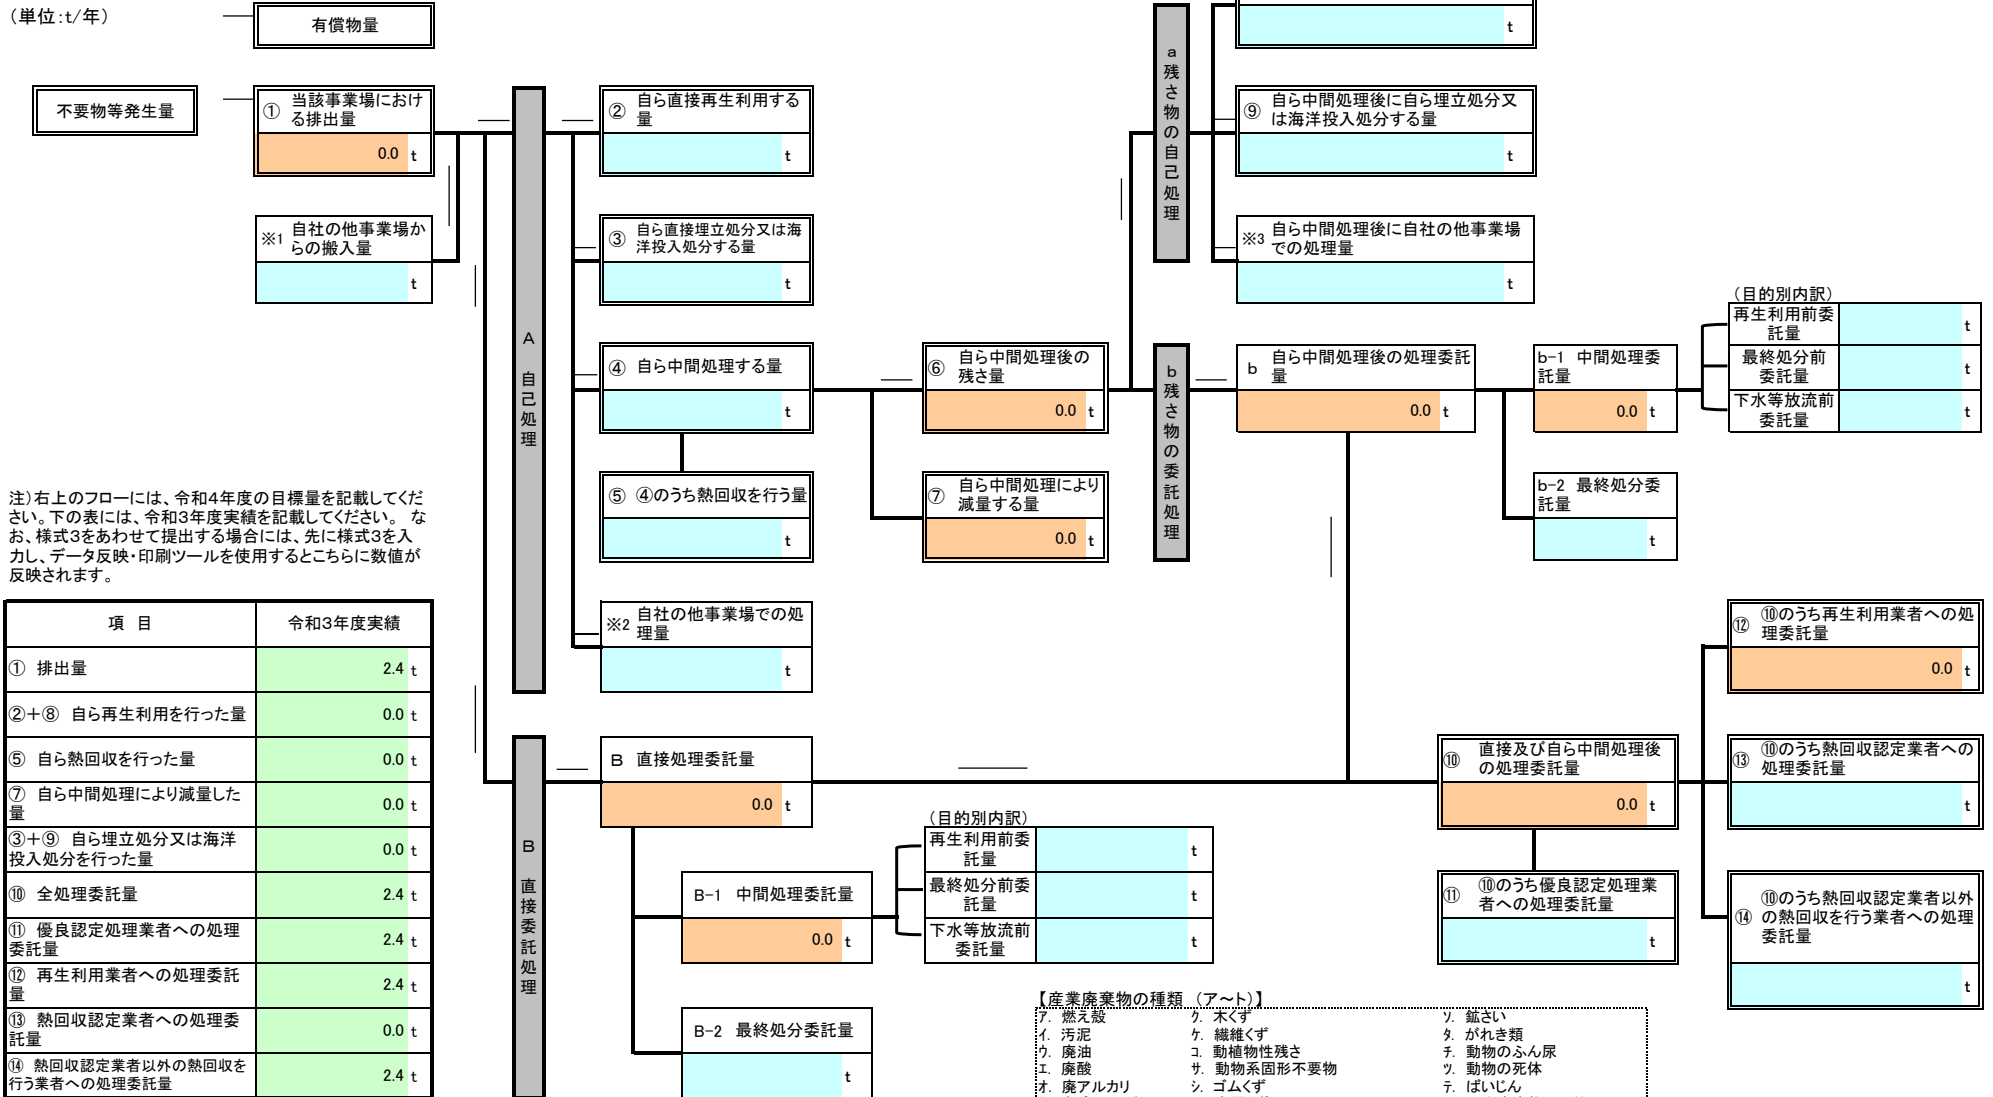 （単位:t/年）
有償物量
不要物等発生量
① 当該事業場におけ
る排出量
0.0 t
※1 自社の他事業場か
らの搬入量
t
A 自己処理
② 自ら直接再生利用する
量
t
③ 自ら直接埋立処分又は海
洋投入処分する量
t
④ 自ら中間処理する量
t
⑤ ④のうち熱回収を行う量
t
※2 自社の他事業場での処
理量
t
⑥ 自ら中間処理後の
残さ量
0.0 t
⑦ 自ら中間処理により
減量する量
0.0 t
a 残さ物の自己処理
t
⑨ 自ら中間処理後に自ら埋立処分又
は海洋投入処分する量
t
※3 自ら中間処理後に自社の他事業場
での処理量
t
b 残さ物の委託処理
b 自ら中間処理後の処理委託
量
0.0 t
b-1 中間処理委
託量
0.0 t
b-2 最終処分委
託量
t
（目的別内訳）
再生利用前委
託量
t
最終処分前
委託量
t
下水等放流前
委託量
t
注）右上のフローには、令和4年度の目標量を記載してくだ
さい。下の表には、令和3年度実績を記載してください。 な
お、様式3をあわせて提出する場合には、先に様式3を入
力し、データ反映・印刷ツールを使用するとこちらに数値が
反映されます。
項 目 令和3年度実績
① 排出量 2.4 t
②＋⑧ 自ら再生利用を行った量 0.0 t
⑤ 自ら熱回収を行った量 0.0 t
⑦ 自ら中間処理により減量した
量 0.0 t
③＋⑨ 自ら埋立処分又は海洋
投入処分を行った量 0.0 t
⑩ 全処理委託量 2.4 t
⑪ 優良認定処理業者への処理
委託量 2.4 t
⑫ 再生利用業者への処理委託
量 2.4 t
⑬ 熱回収認定業者への処理委
託量 0.0 t
⑭ 熱回収認定業者以外の熱回収を
行う業者への処理委託量 2.4 t
B 直接委託処理
B 直接処理委託量
0.0 t
B-1 中間処理委託量
0.0 t
B-2 最終処分委託量
t
（目的別内訳）
再生利用前委
託量
t
最終処分前委
託量
t
下水等放流前
委託量
t
⑩ 直接及び自ら中間処理後
の処理委託量
0.0 t
⑪ ⑩のうち優良認定処理業
者への処理委託量
t
⑫ ⑩のうち再生利用業者への処
理委託量
0.0 t
⑬ ⑩のうち熱回収認定業者への
処理委託量
t
⑭ ⑩のうち熱回収認定業者以外
の熱回収を行う業者への処理
委託量
t
【産業廃棄物の種類 （ア～ト）】
ア. 燃え殻 ク. 木くず ソ. 鉱さい
イ. 汚泥 ケ. 繊維くず タ. がれき類
ウ. 廃油 コ. 動植物性残さ チ. 動物のふん尿
エ. 廃酸 サ. 動物系固形不要物 ツ. 動物の死体
オ. 廃アルカリ シ. ゴムくず テ. ばいじん